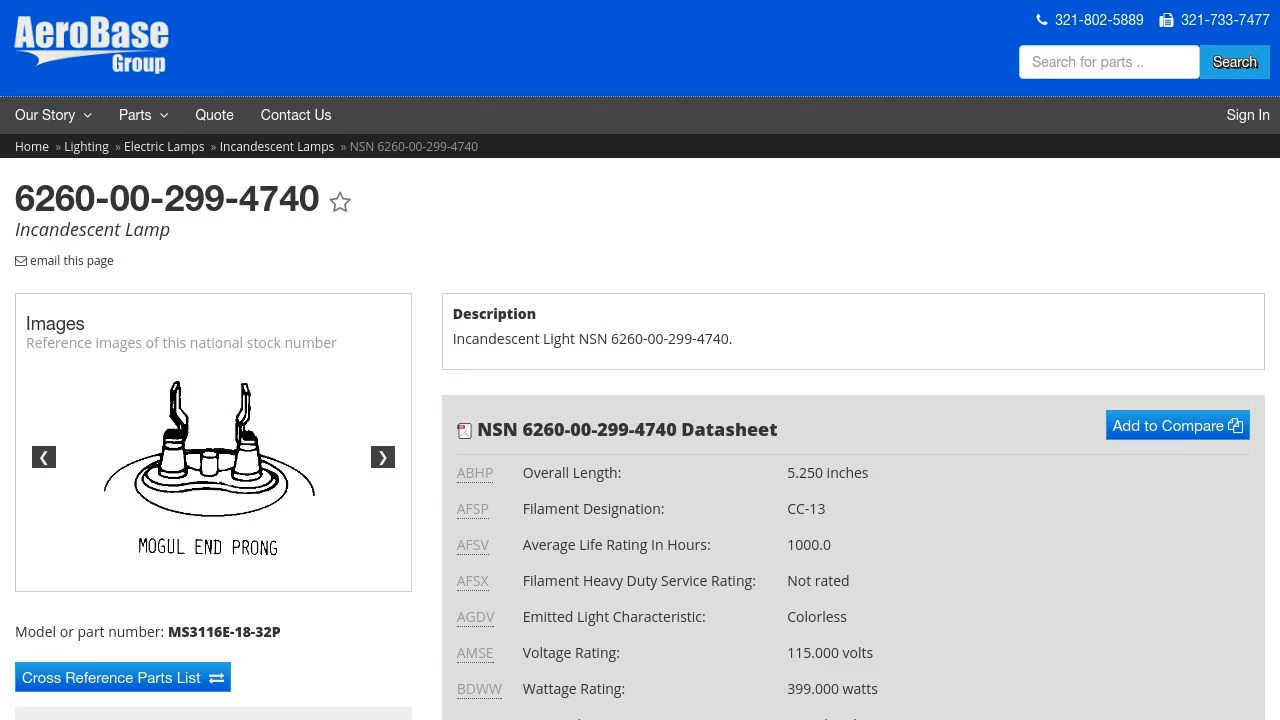 AeroBase
Group
321-802-5889 321-733-7477
Search for parts .. Search
Our Story Parts Quote Contact Us Sign In
Home » Lighting » Electric Lamps » Incandescent Lamps » NSN 6260-00-299-4740
6260-00-299-4740
Incandescent Lamp
email this page
Images
Reference images of this national stock number
MOGUL END PRONG
Model or part number: MS3116E-18-32P
Cross Reference Parts List
Description
Incandescent Light NSN 6260-00-299-4740.
NSN 6260-00-299-4740 Datasheet Add to Compare
ABHP Overall Length: 5.250 inches
AFSP Filament Designation: CC-13
AFSV Average Life Rating In Hours: 1000.0
AFSX Filament Heavy Duty Service Rating: Not rated
AGDV Emitted Light Characteristic: Colorless
AMSE Voltage Rating: 115.000 volts
BDWW Wattage Rating: 399.000 watts